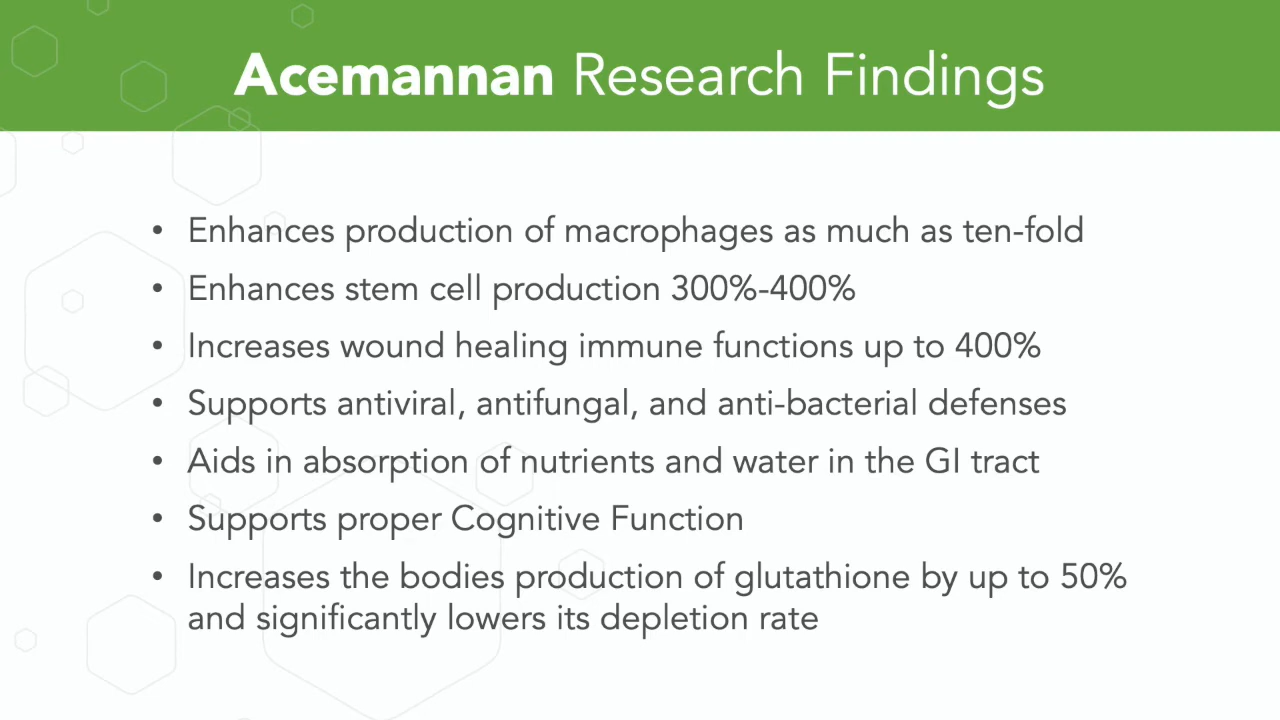 Acemannan Research Findings
• Enhances production of macrophages as much as ten-fold
• Enhances stem cell production 300%-400%
• Increases wound healing immune functions up to 400%
• Supports antiviral, antifungal, and anti-bacterial defenses
• Aids in absorption of nutrients and water in the GI tract
• Supports proper Cognitive Function
• Increases the bodies production of glutathione by up to 50%
and significantly lowers its depletion rate